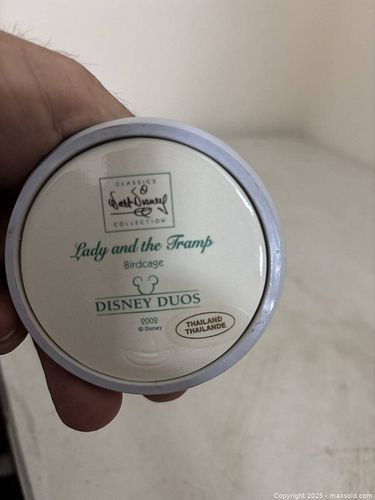 CLASSICS
Walt Disney
COLLECTION
Lady and the Tramp
Birdcage
DISNEY DUOS
2002
© Disney
THAILAND
THAILANDE
Copyright 2025 - maxsold.com